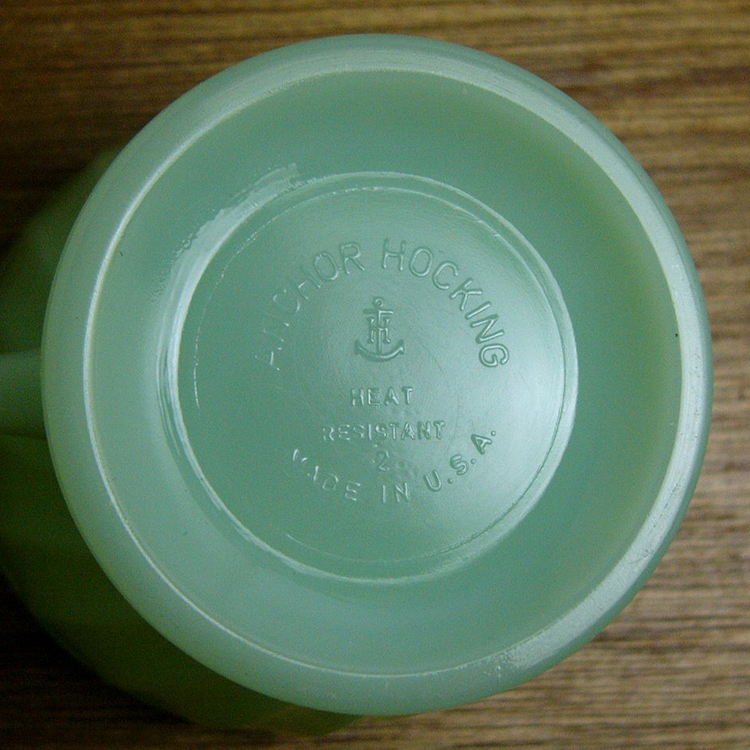 ANCHOR HOCKING
H
HEAT
RESISTANT
2
MADE IN U.S.A.